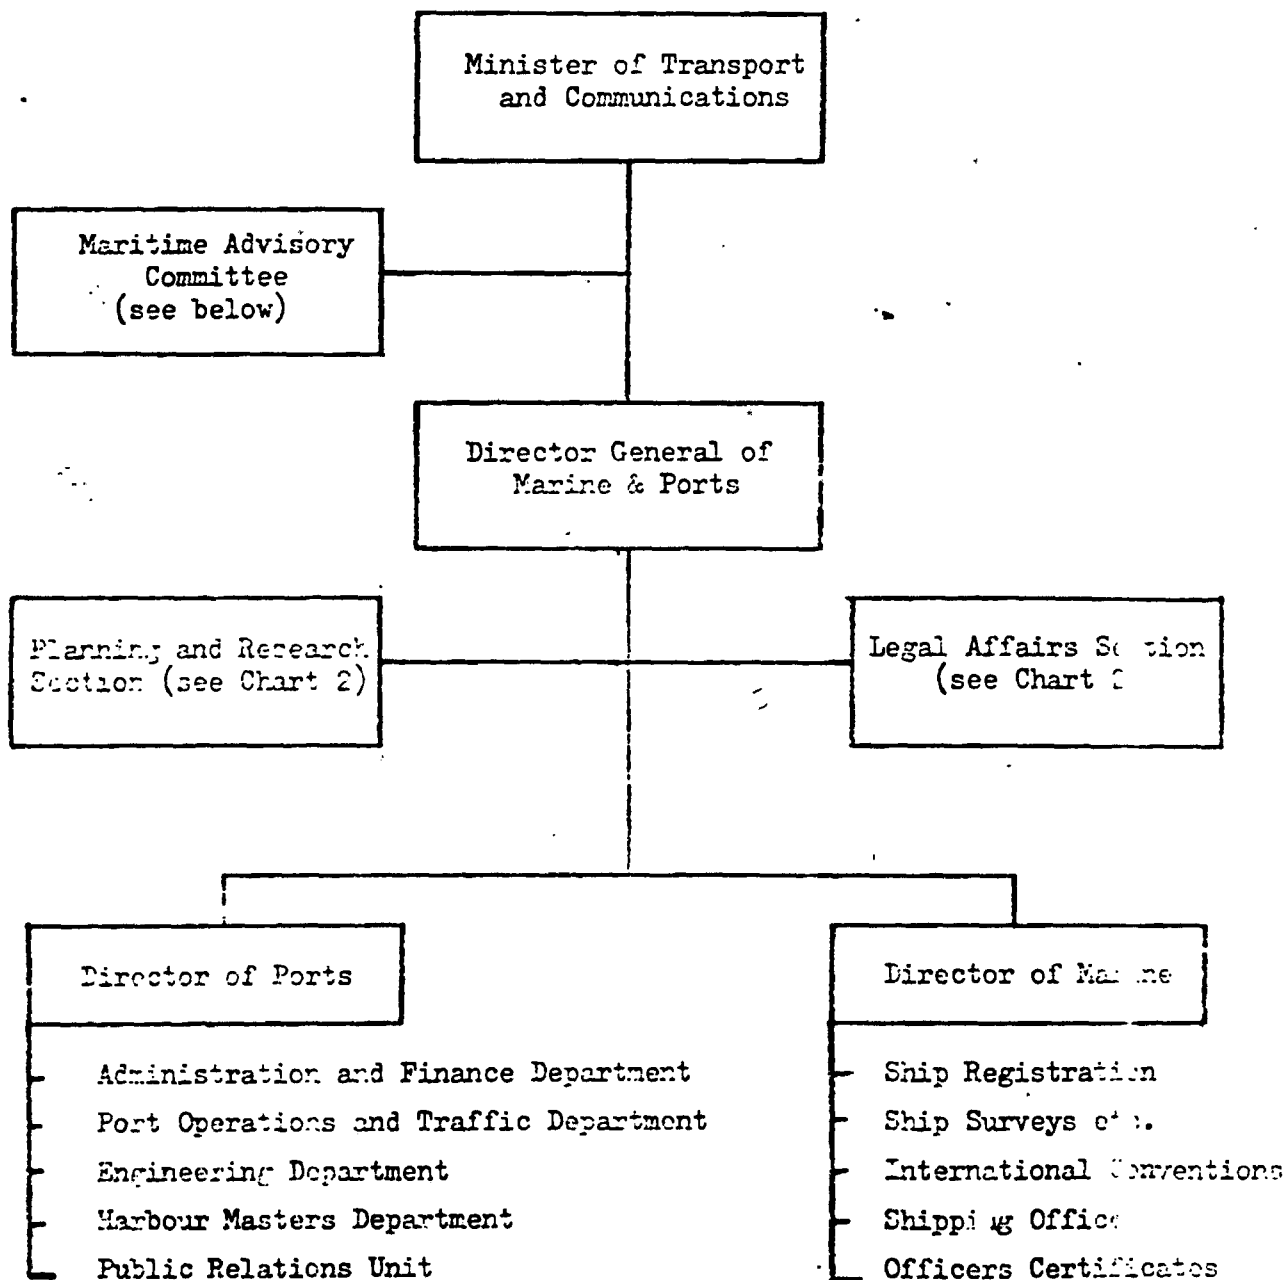 Minister of Transport
and Communications
Maritime Advisory
Committee
(see below)
Director General of
Marine & Ports
Planning and Research
Section (see Chart 2)
Legal Affairs Section
(see Chart
Director of Ports
Director of Marine
Administration and Finance Department
Port Operations and Traffic Department
Engineering Department
Harbour Masters Department
Public Relations Unit
Ship Registration
Ship Surveys etc.
International Conventions
Shipping Office
Officers Certificates